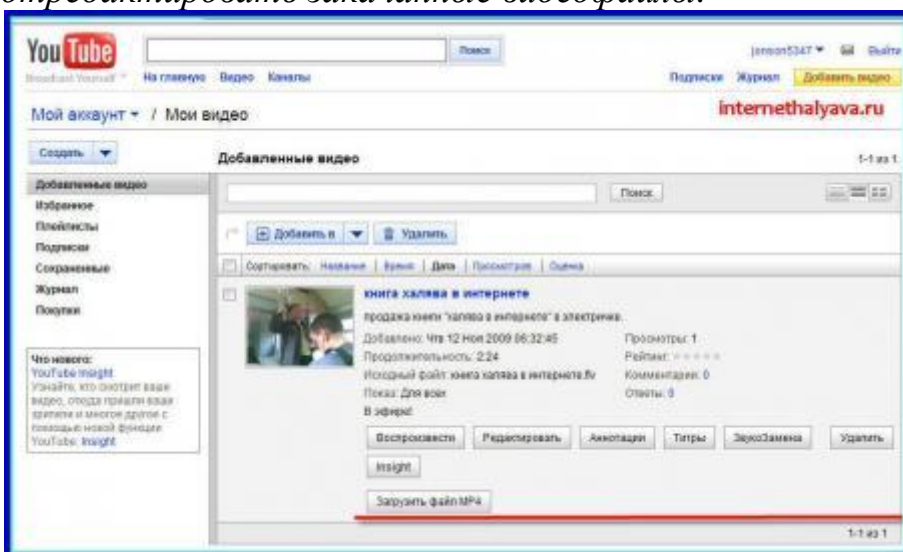 отредактировать закачанные видеофайлы.
You Tube
Broadcast Yourself ™
Поиск
jenson5347 Выйти
На главную Видео Каналы
Подписки Журнал Добавить видео
Мой аккаунт / Мои видео
internethalyava.ru
Создать
Добавленные видео
1-1 из 1
Добавленные видео
Избранное
Плейлисты
Подписки
Сохраненные
Журнал
Покупки
Поиск
Добавить в Удалить
Сортировать: Название | Время | Дата | Просмотров | Оценка
книга халява в интернете
продажа книги "халява в интернете" в электричке.
Добавлено: Чтв 12 Ноя 2009 06:32:45
Просмотры: 1
Продолжительность: 2:24
Рейтинг:
Исходный файл: книга халява в интернете.flv
Комментарии: 0
Показ: Для всех
Ответы: 0
В эфире!
Воспроизвести Редактировать Аннотации Титры ЗвукоЗамена Удалить
Insight
Загрузить файл MP4
1-1 из 1
Что нового:
YouTube Insight
Узнайте, кто смотрит ваше
видео, откуда пришли ваши
зрители и многое другое с
помощью новой функции
YouTube: Insight